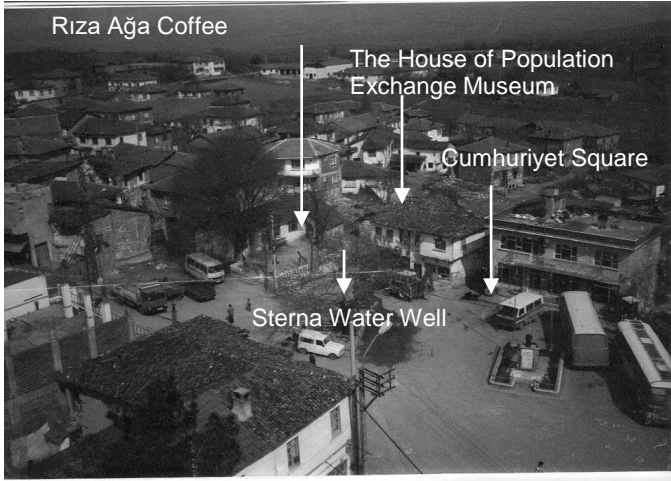 Rıza Ağa Coffee
The House of Population
Exchange Museum
Cumhuriyet Square
Sterna Water Well